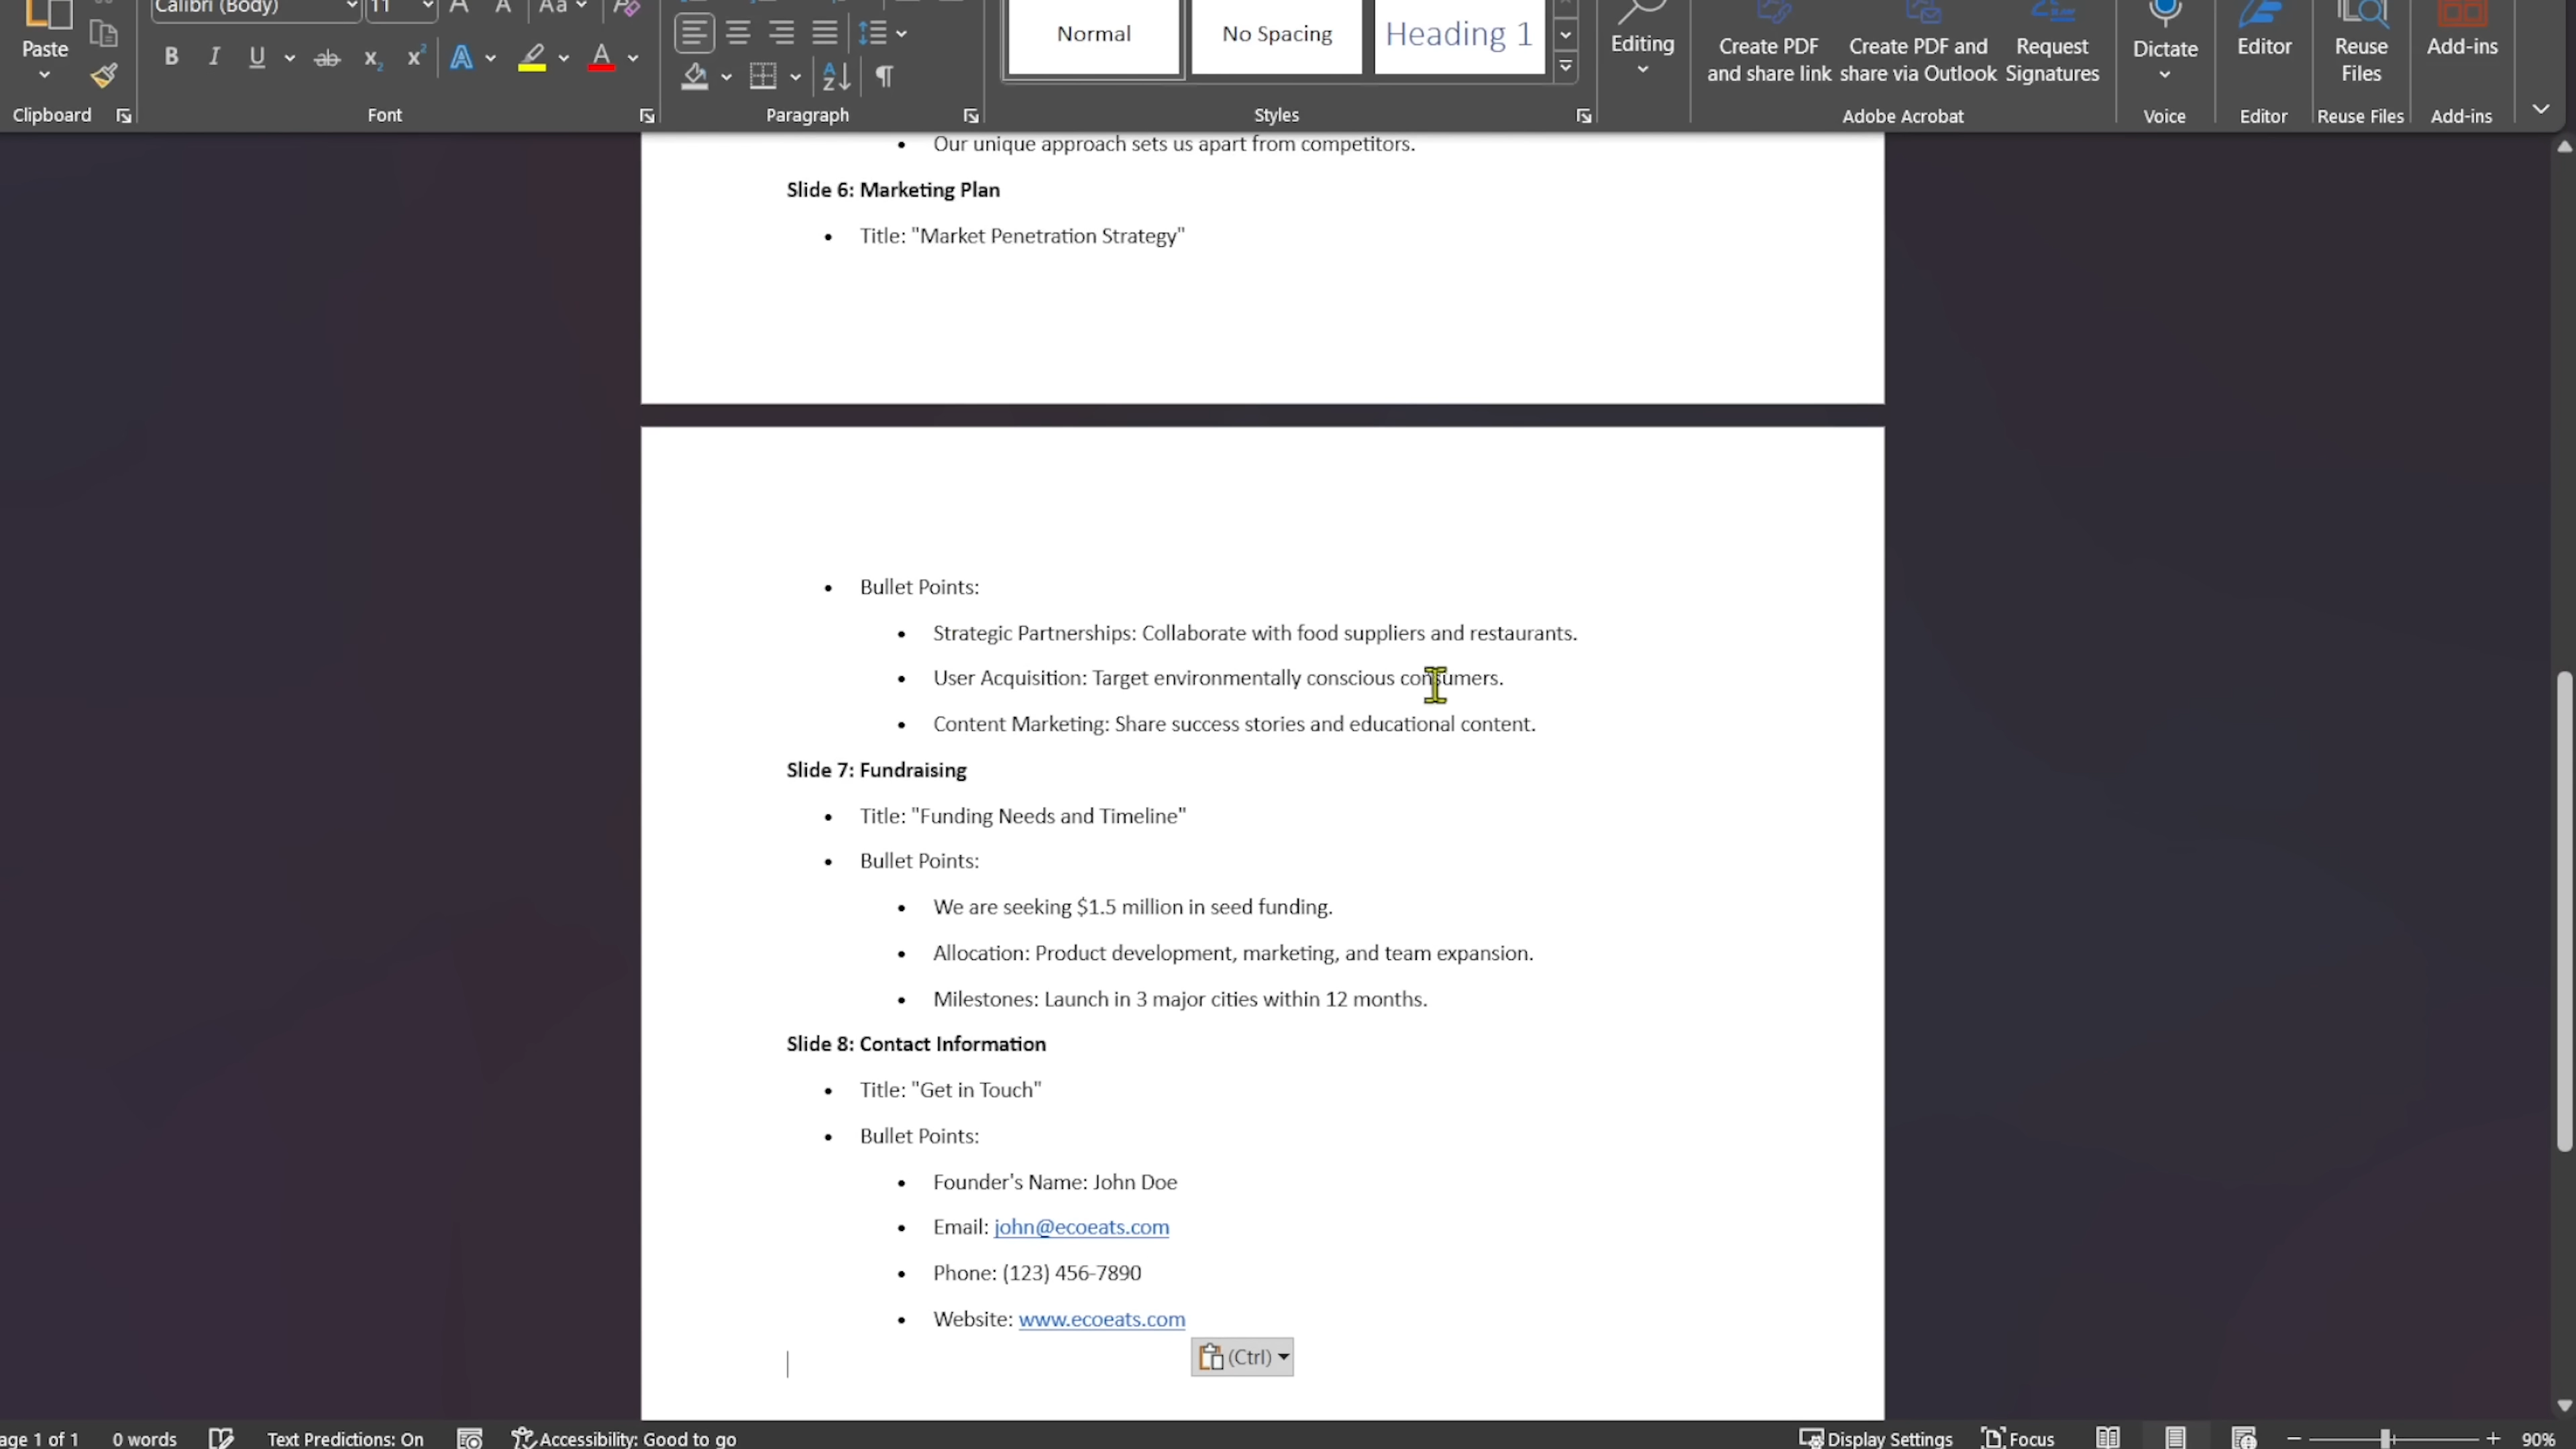 Calibri (Body) 11 Aa
Paste
B I U ab x₂ x² A A
Normal
No Spacing
Heading 1
Editing
Create PDF and share link
Create PDF and share via Outlook
Request Signatures
Dictate
Editor
Reuse Files
Add-ins
Clipboard
Font
Paragraph
Styles
Adobe Acrobat
Voice
Editor
Reuse Files
Add-ins
• Our unique approach sets us apart from competitors.
Slide 6: Marketing Plan
• Title: "Market Penetration Strategy"
• Bullet Points:
• Strategic Partnerships: Collaborate with food suppliers and restaurants.
• User Acquisition: Target environmentally conscious consumers.
• Content Marketing: Share success stories and educational content.
Slide 7: Fundraising
• Title: "Funding Needs and Timeline"
• Bullet Points:
• We are seeking $1.5 million in seed funding.
• Allocation: Product development, marketing, and team expansion.
• Milestones: Launch in 3 major cities within 12 months.
Slide 8: Contact Information
• Title: "Get in Touch"
• Bullet Points:
• Founder's Name: John Doe
• Email: john@ecoeats.com
• Phone: (123) 456-7890
• Website: www.ecoeats.com
(Ctrl)
age 1 of 1
0 words
Text Predictions: On
Accessibility: Good to go
Display Settings
Focus
90%